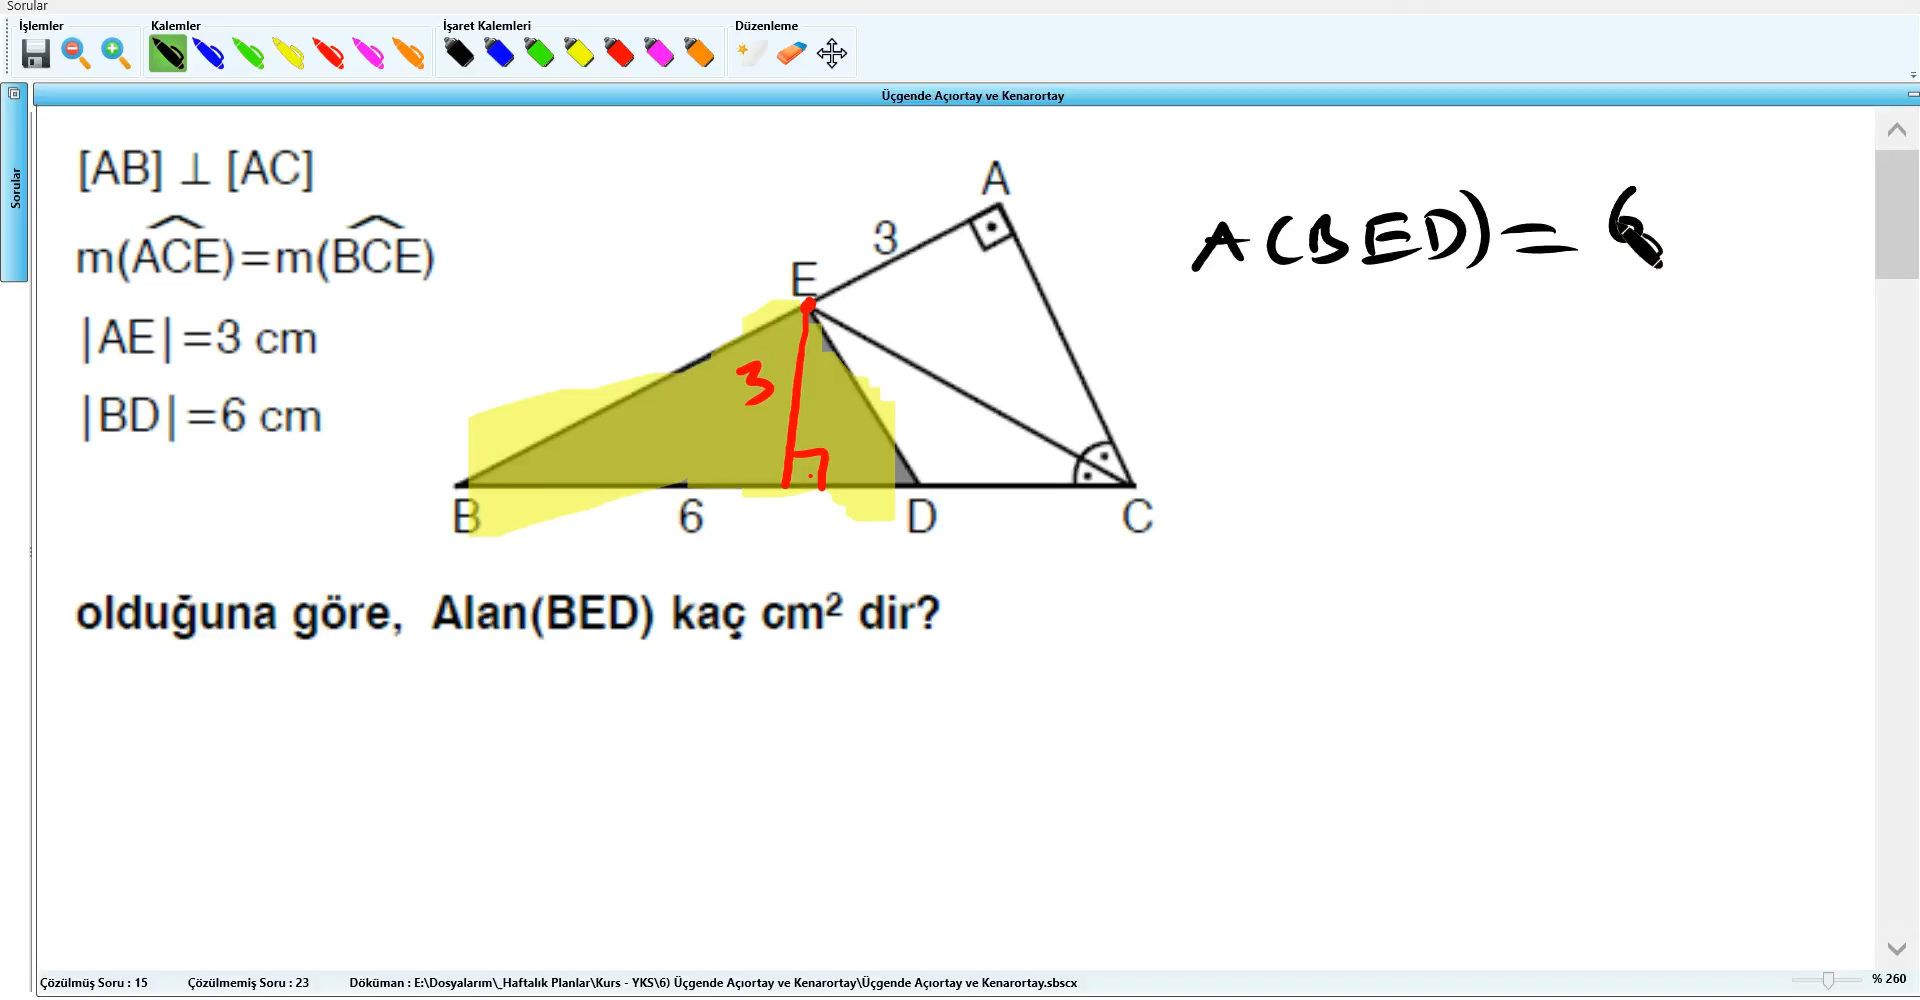 Sorular
İşlemler
Kalemler
İşaret Kalemleri
Düzenleme
Üçgende Açıortay ve Kenarortay
Sorular
[AB] ⊥ [AC]
m(ACE)=m(BCE)
|AE|=3 cm
|BD|=6 cm
A
3
E
3
B
6
D
C
A(BED)= 6
olduğuna göre, Alan(BED) kaç cm² dir?
Çözülmüş Soru : 15
Çözülmemiş Soru : 23
Döküman : E:\Dosyalarım\_Haftalık Planlar\Kurs - YKS\6) Üçgende Açıortay ve Kenarortay\Üçgende Açıortay ve Kenarortay.sbscx
% 260